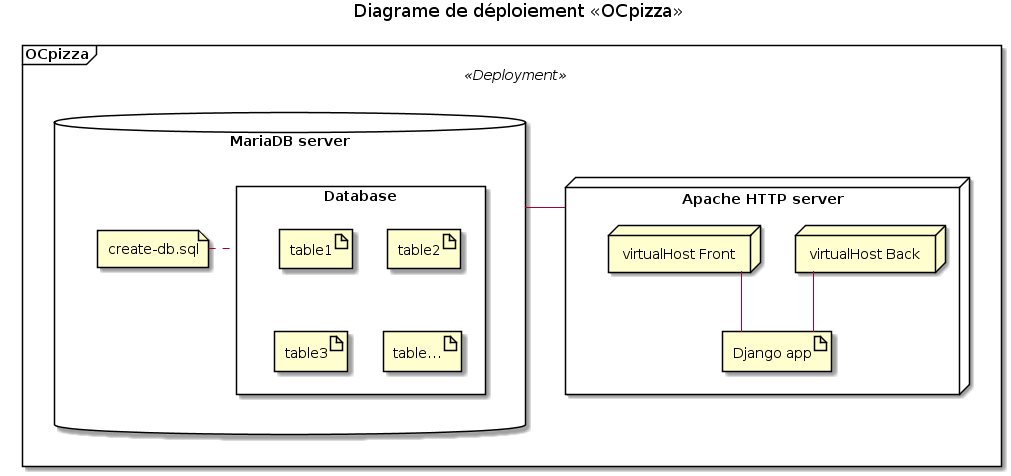 Diagrame de déploiement «OCpizza»
OCpizza
«Deployment»
MariaDB server
Database
create-db.sql
table1
table2
table3
table...
Apache HTTP server
virtualHost Front
virtualHost Back
Django app